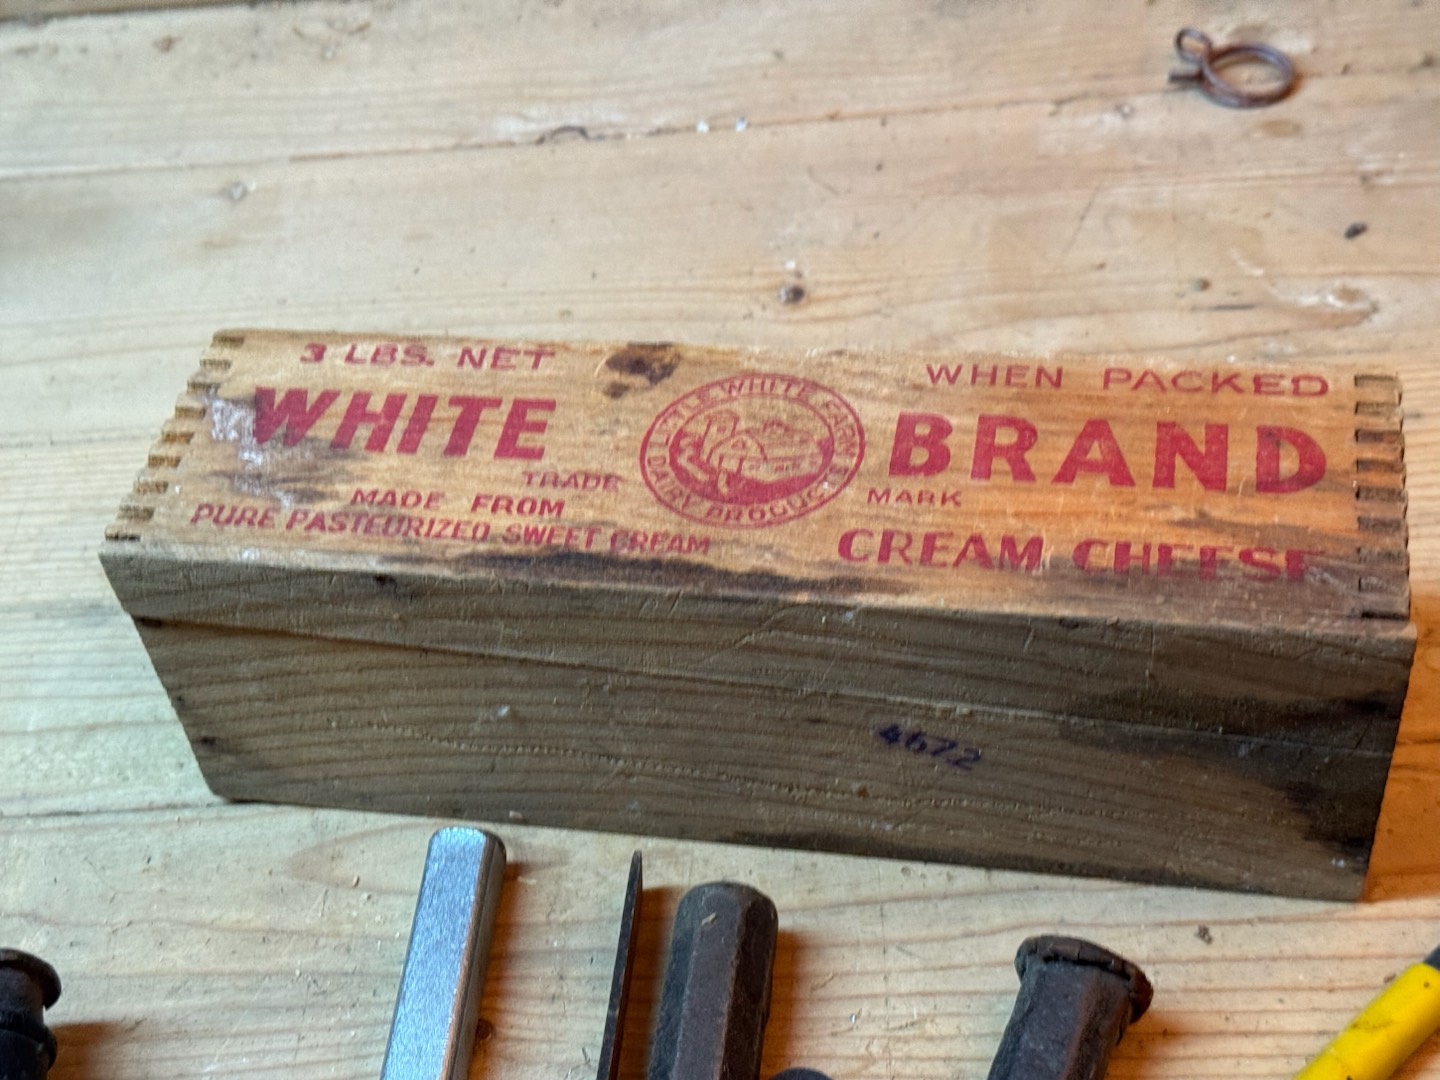 3 LBS. NET
WHEN PACKED
WHITE
BRAND
LITTLE WHITE FARM
DAIRY PRODUCTS
TRADE
MARK
MADE FROM
PURE PASTEURIZED SWEET CREAM
CREAM CHEESE
4672